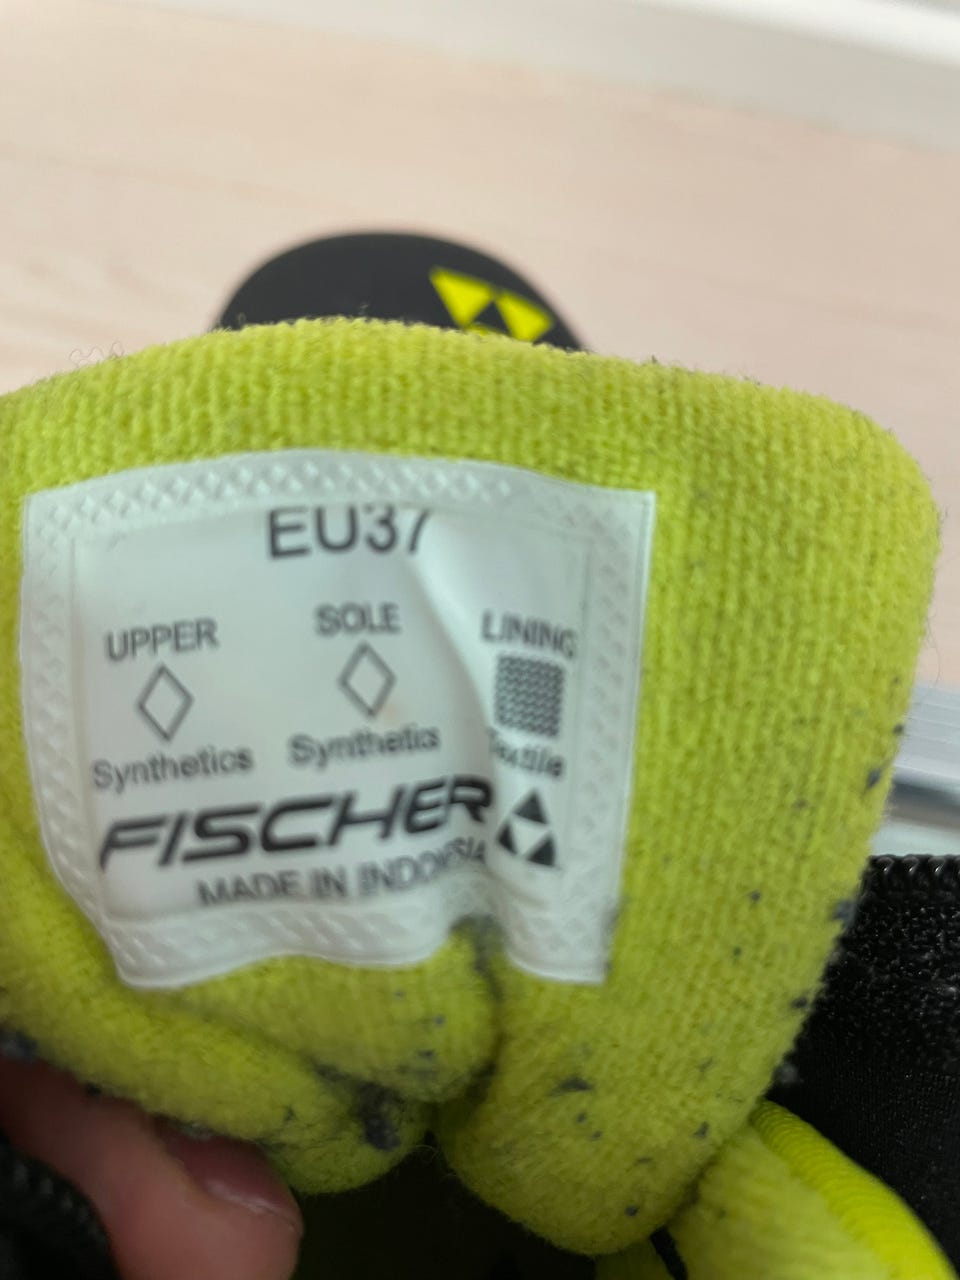 EU37
UPPER SOLE LINING
Synthetics Synthetics Textile
FISCHER
MADE IN INDONESIA